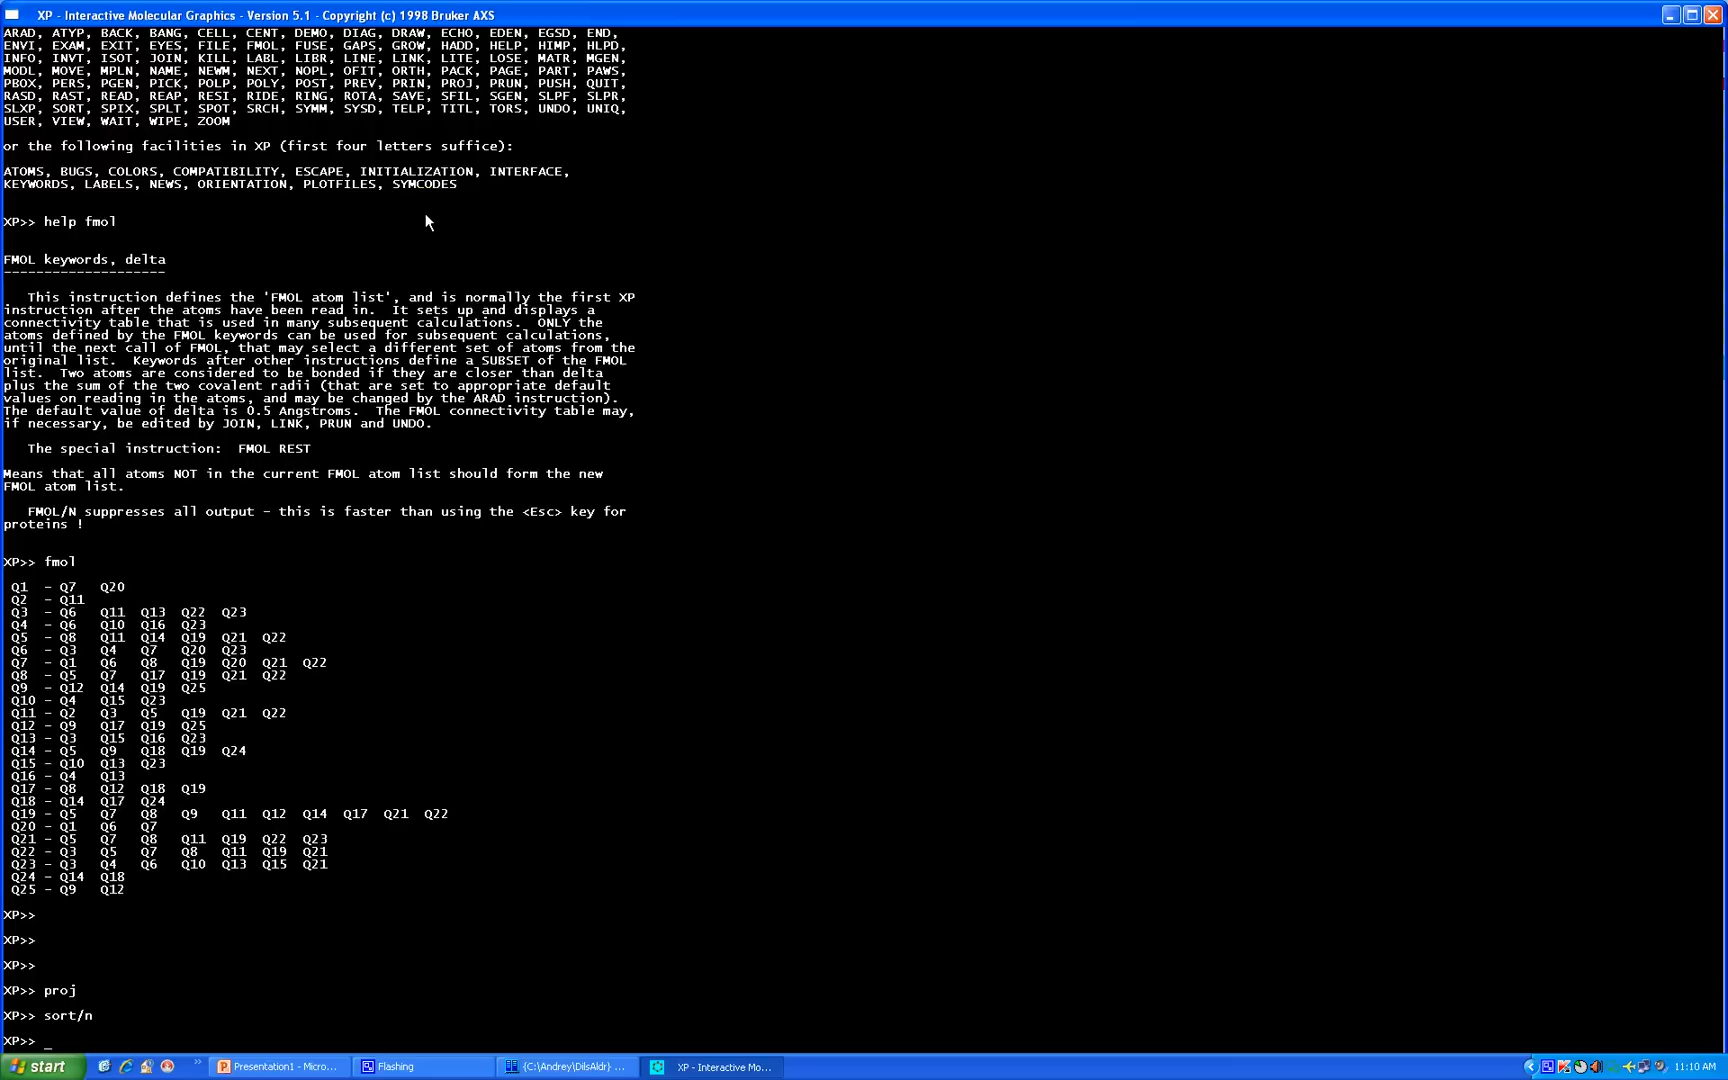 XP - Interactive Molecular Graphics - Version 5.1 - Copyright (c) 1998 Bruker AXS
ARAD, ATYP, BACK, BANG, CELL, CENT, DEMO, DIAG, DRAW, ECHO, EDEN, EGSD, END,
ENVI, EXAM, EXIT, EYES, FILE, FMOL, FUSE, GAPS, GROW, HADD, HELP, HIMP, HLPD,
INFO, INVT, ISOT, JOIN, KILL, LABL, LIBR, LINE, LINK, LITE, LOSE, MATR, MGEN,
MODL, MOVE, MPLN, NAME, NEWM, NEXT, NOPL, OFIT, ORTH, PACK, PAGE, PART, PAWS,
PBOX, PERS, PGEN, PICK, POLP, POLY, POST, PREV, PRIN, PROJ, PRUN, PUSH, QUIT,
RASD, RAST, READ, REAP, RESI, RIDE, RING, ROTA, SAVE, SFIL, SGEN, SLPF, SLPR,
SLXP, SORT, SPIX, SPLT, SPOT, SRCH, SYMM, SYSD, TELP, TITL, TORS, UNDO, UNIQ,
USER, VIEW, WAIT, WIPE, ZOOM
or the following facilities in XP (first four letters suffice):
ATOMS, BUGS, COLORS, COMPATIBILITY, ESCAPE, INITIALIZATION, INTERFACE,
KEYWORDS, LABELS, NEWS, ORIENTATION, PLOTFILES, SYMCODES
XP>> help fmol
FMOL keywords, delta
--------------------
This instruction defines the 'FMOL atom list', and is normally the first XP
instruction after the atoms have been read in.  It sets up and displays a
connectivity table that is used in many subsequent calculations.  ONLY the
atoms defined by the FMOL keywords can be used for subsequent calculations,
until the next call of FMOL, that may select a different set of atoms from the
original list.  Keywords after other instructions define a SUBSET of the FMOL
list.  Two atoms are considered to be bonded if they are closer than delta
plus the sum of the two covalent radii (that are set to appropriate default
values on reading in the atoms, and may be changed by the ARAD instruction).
The default value of delta is 0.5 Angstroms.  The FMOL connectivity table may,
if necessary, be edited by JOIN, LINK, PRUN and UNDO.
The special instruction:  FMOL REST
Means that all atoms NOT in the current FMOL atom list should form the new
FMOL atom list.
FMOL/N suppresses all output - this is faster than using the <Esc> key for
proteins !
XP>> fmol
Q1 - Q7 Q20
Q2 - Q11
Q3 - Q6 Q11 Q13 Q22 Q23
Q4 - Q6 Q10 Q16 Q23
Q5 - Q8 Q11 Q14 Q19 Q21 Q22
Q6 - Q3 Q4 Q7 Q20 Q23
Q7 - Q1 Q6 Q8 Q19 Q20 Q21 Q22
Q8 - Q5 Q7 Q17 Q19 Q21 Q22
Q9 - Q12 Q14 Q19 Q25
Q10 - Q4 Q15 Q23
Q11 - Q2 Q3 Q5 Q19 Q21 Q22
Q12 - Q9 Q17 Q19 Q25
Q13 - Q3 Q15 Q16 Q23
Q14 - Q5 Q9 Q18 Q19 Q24
Q15 - Q10 Q13 Q23
Q16 - Q4 Q13
Q17 - Q8 Q12 Q18 Q19
Q18 - Q14 Q17 Q24
Q19 - Q5 Q7 Q8 Q9 Q11 Q12 Q14 Q17 Q21 Q22
Q20 - Q1 Q6 Q7
Q21 - Q5 Q7 Q8 Q11 Q19 Q22 Q23
Q22 - Q3 Q5 Q7 Q8 Q11 Q19 Q21
Q23 - Q3 Q4 Q6 Q10 Q13 Q15 Q21
Q24 - Q14 Q18
Q25 - Q9 Q12
XP>>
XP>>
XP>>
XP>> proj
XP>> sort/n
XP>> _
start Presentation1 - Micro... Flashing {C:\Andrey\DilsAldr} ... XP - Interactive Mo... 11:10 AM